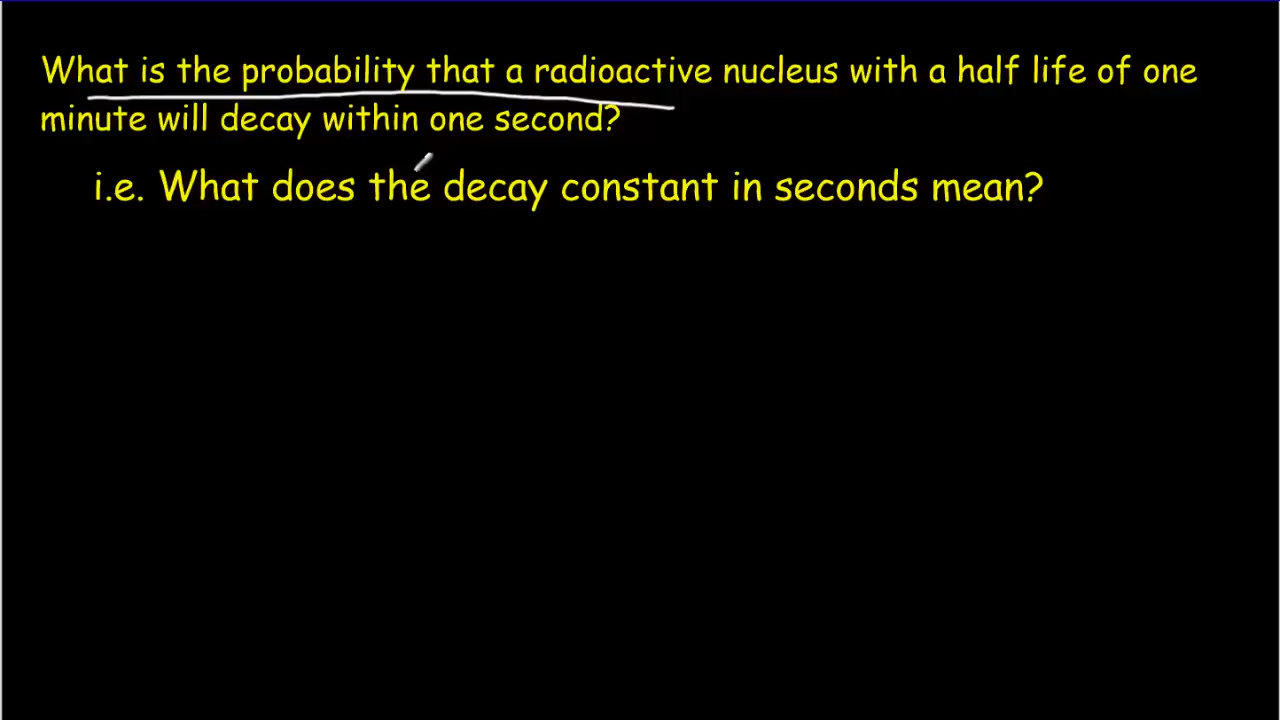 What is the probability that a radioactive nucleus with a half life of one
minute will decay within one second?
i.e. What does the decay constant in seconds mean?